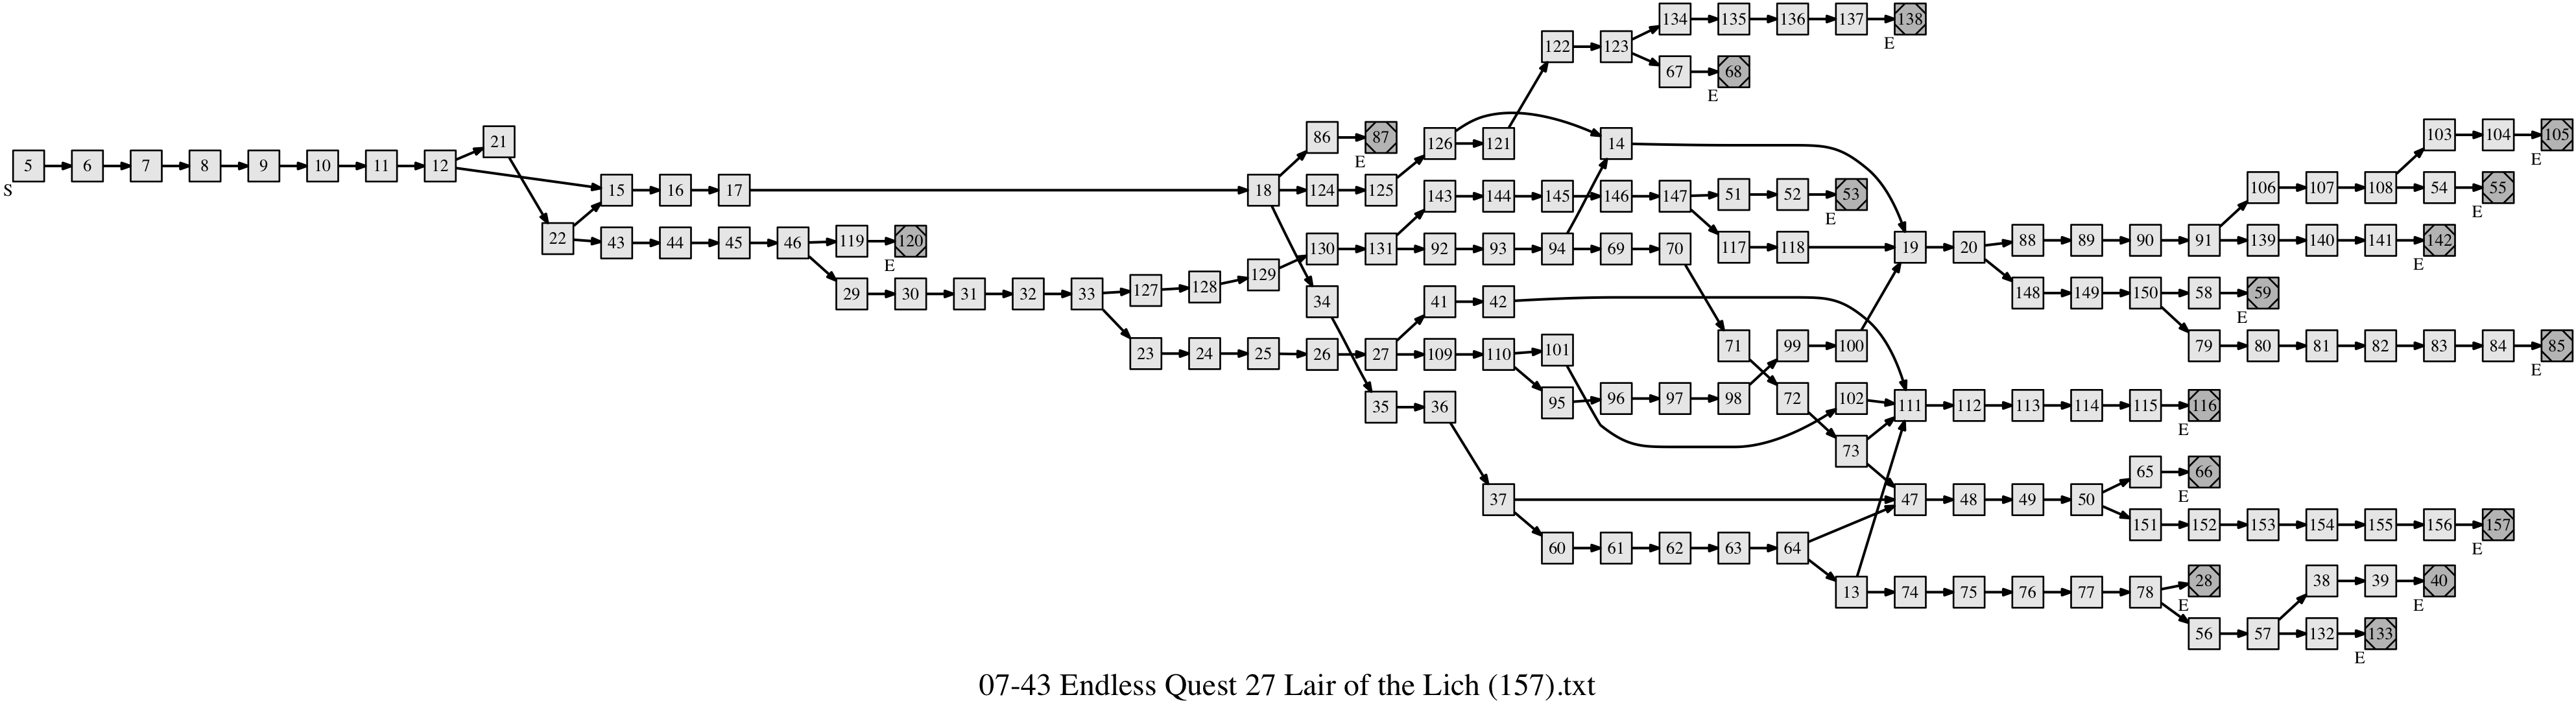 134 135 136 137 138
E
122 123
67 68
E
21 86 87 126 121 14 103 104 105
E E
5 6 7 8 9 10 11 12
S
15 16 17 18 124 125 143 144 145 146 147 51 52 53 106 107 108 54 55
E E
22 43 44 45 46 119 120 130 131 92 93 94 69 70 117 118 19 20 88 89 90 91 139 140 141 142
E E
129
29 30 31 32 33 127 128 34 41 42 148 149 150 58 59
E
23 24 25 26 27 109 110 101 71 99 100 79 80 81 82 83 84 85
E
35 36 95 96 97 98 72 102 111 112 113 114 115 116
E
73
65 66
E
37 47 48 49 50
151 152 153 154 155 156 157
E
60 61 62 63 64
13 74 75 76 77 78 28 38 39 40
E E
56 57 132 133
E
07-43 Endless Quest 27 Lair of the Lich (157).txt